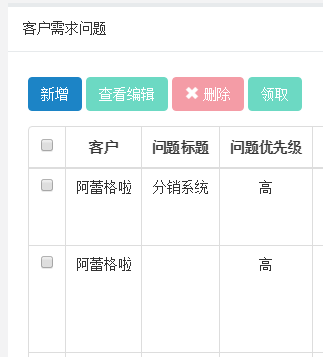 客户需求问题
新增 查看编辑 ✖ 删除 领取
客户 问题标题 问题优先级
阿蕾格啦 分销系统 高
阿蕾格啦 高